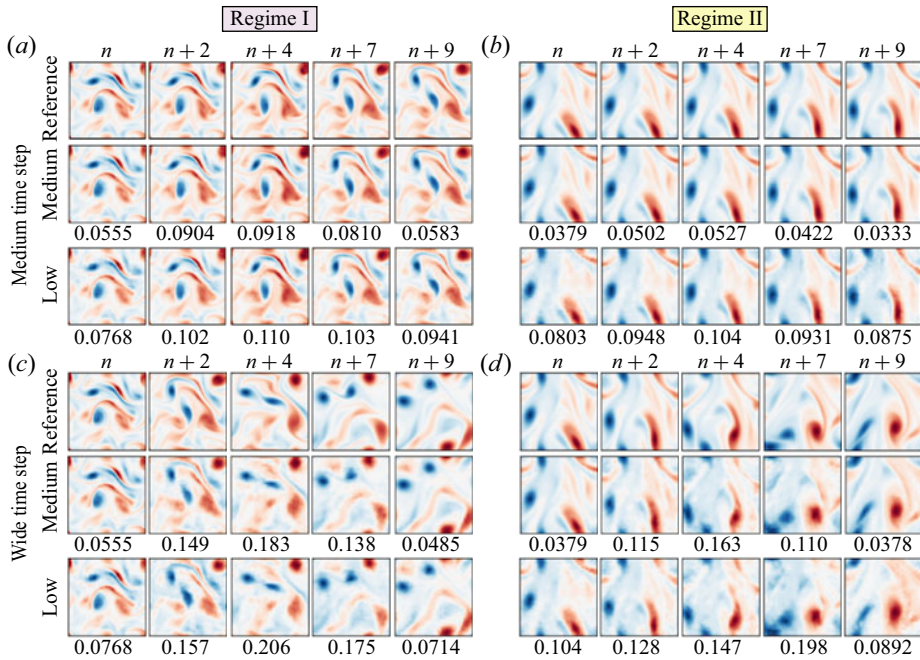 Regime I
Regime II
(a) n n + 2 n + 4 n + 7 n + 9
(b) n n + 2 n + 4 n + 7 n + 9
Medium time step
Reference
Medium
0.0555 0.0904 0.0918 0.0810 0.0583
0.0379 0.0502 0.0527 0.0422 0.0333
Low
0.0768 0.102 0.110 0.103 0.0941
0.0803 0.0948 0.104 0.0931 0.0875
(c) n n + 2 n + 4 n + 7 n + 9
(d) n n + 2 n + 4 n + 7 n + 9
Wide time step
Reference
Medium
0.0555 0.149 0.183 0.138 0.0485
0.0379 0.115 0.163 0.110 0.0378
Low
0.0768 0.157 0.206 0.175 0.0714
0.104 0.128 0.147 0.198 0.0892